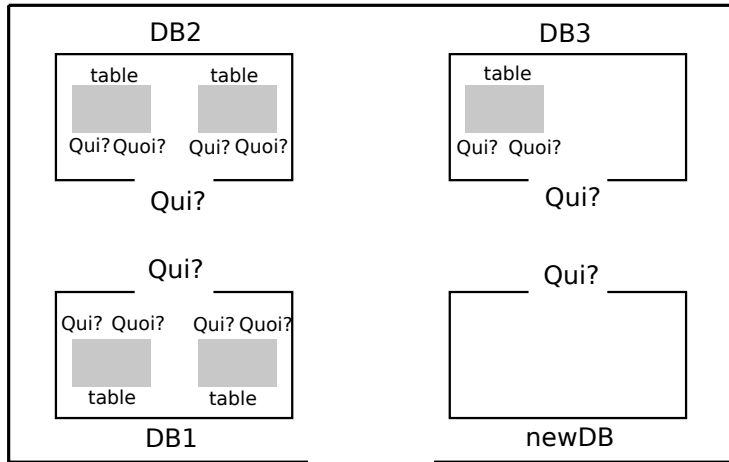 DB2
table table
Qui? Quoi? Qui? Quoi?
Qui?
DB3
table
Qui? Quoi?
Qui?
Qui?
Qui? Quoi? Qui? Quoi?
table table
DB1
Qui?
newDB